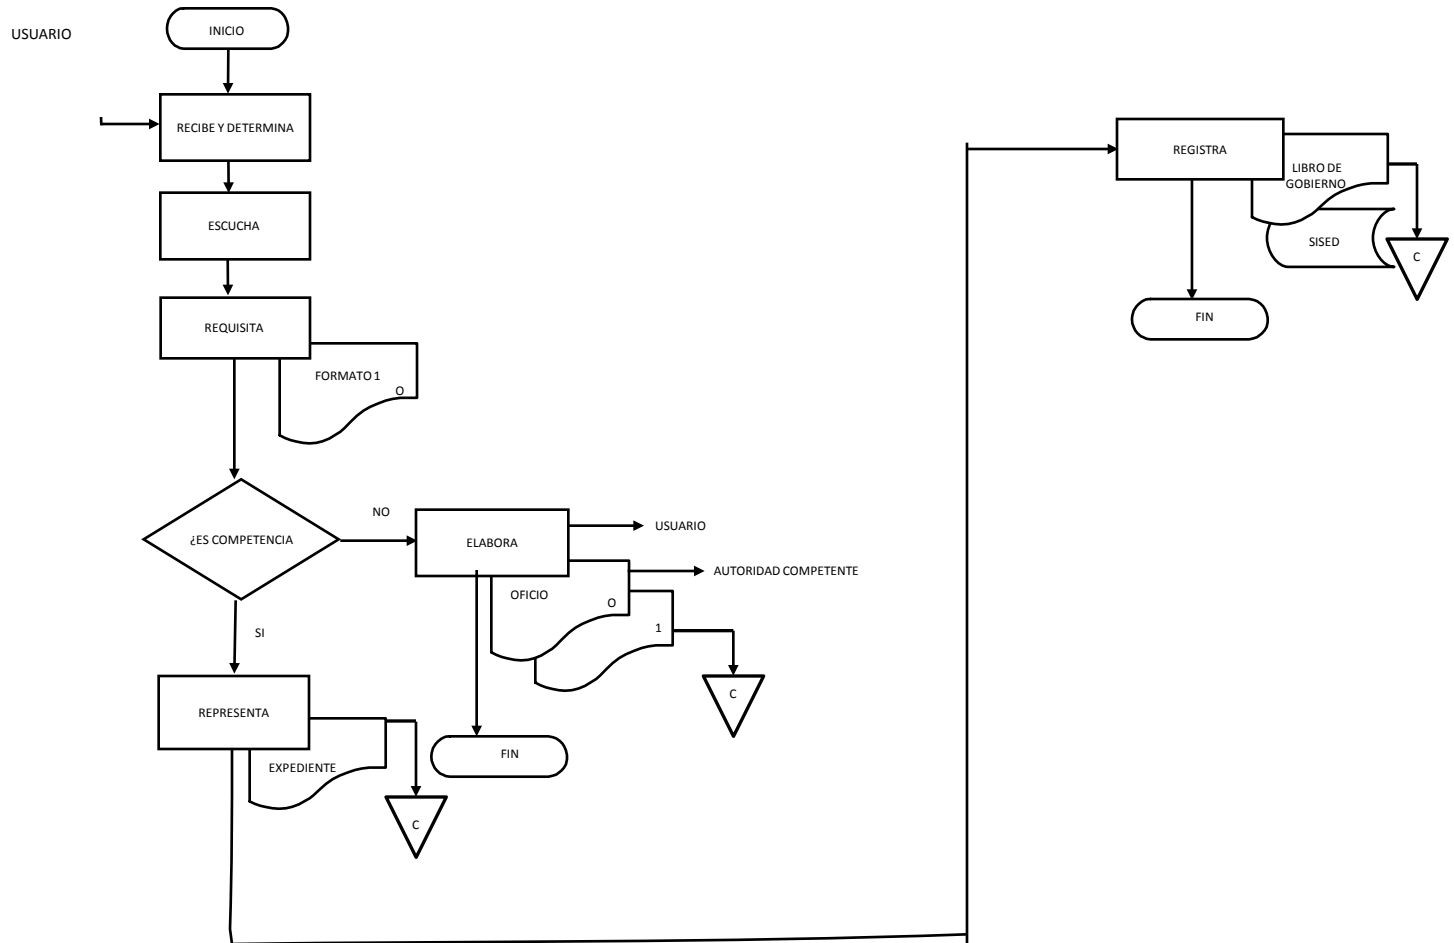 USUARIO
INICIO
RECIBE Y DETERMINA
ESCUCHA
REQUISITA
FORMATO 1
O
¿ES COMPETENCIA
NO
SI
ELABORA
USUARIO
AUTORIDAD COMPETENTE
OFICIO
O
1
C
FIN
REPRESENTA
EXPEDIENTE
C
REGISTRA
LIBRO DE
GOBIERNO
SISED
C
FIN